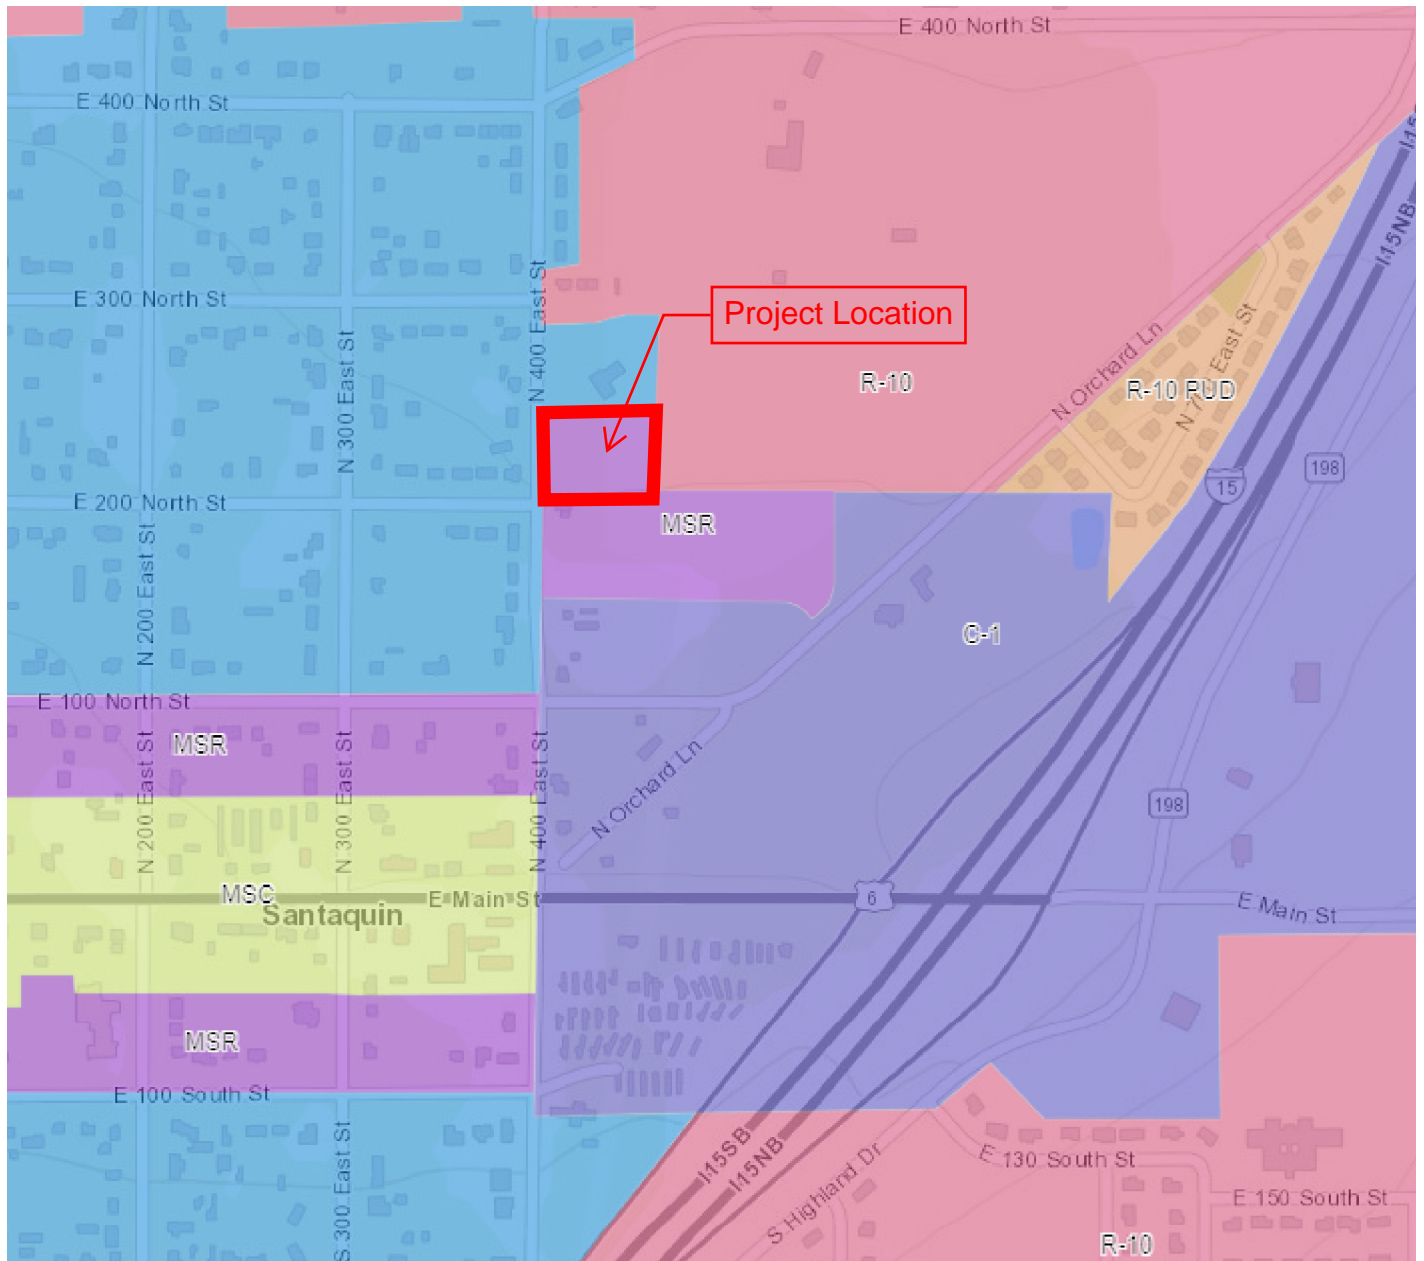 E 400 North St
E 400 North St
I15S
I15NB
E 300 North St
N 400 East St
Project Location
N 300 East St
R-10
N Orchard Ln
R-10 PUD
East St
198
15
E 200 North St
MSR
N 200 East St
C-1
E 100 North St
MSR
N 200 East St
N 300 East St
N 400 East St
N Orchard Ln
198
MSC
E Main St
6
E Main St
Santaquin
MSR
E 100 South St
S 300 East St
I15SB
I15NB
S Highland Dr
E 130 South St
E 150 South St
R-10